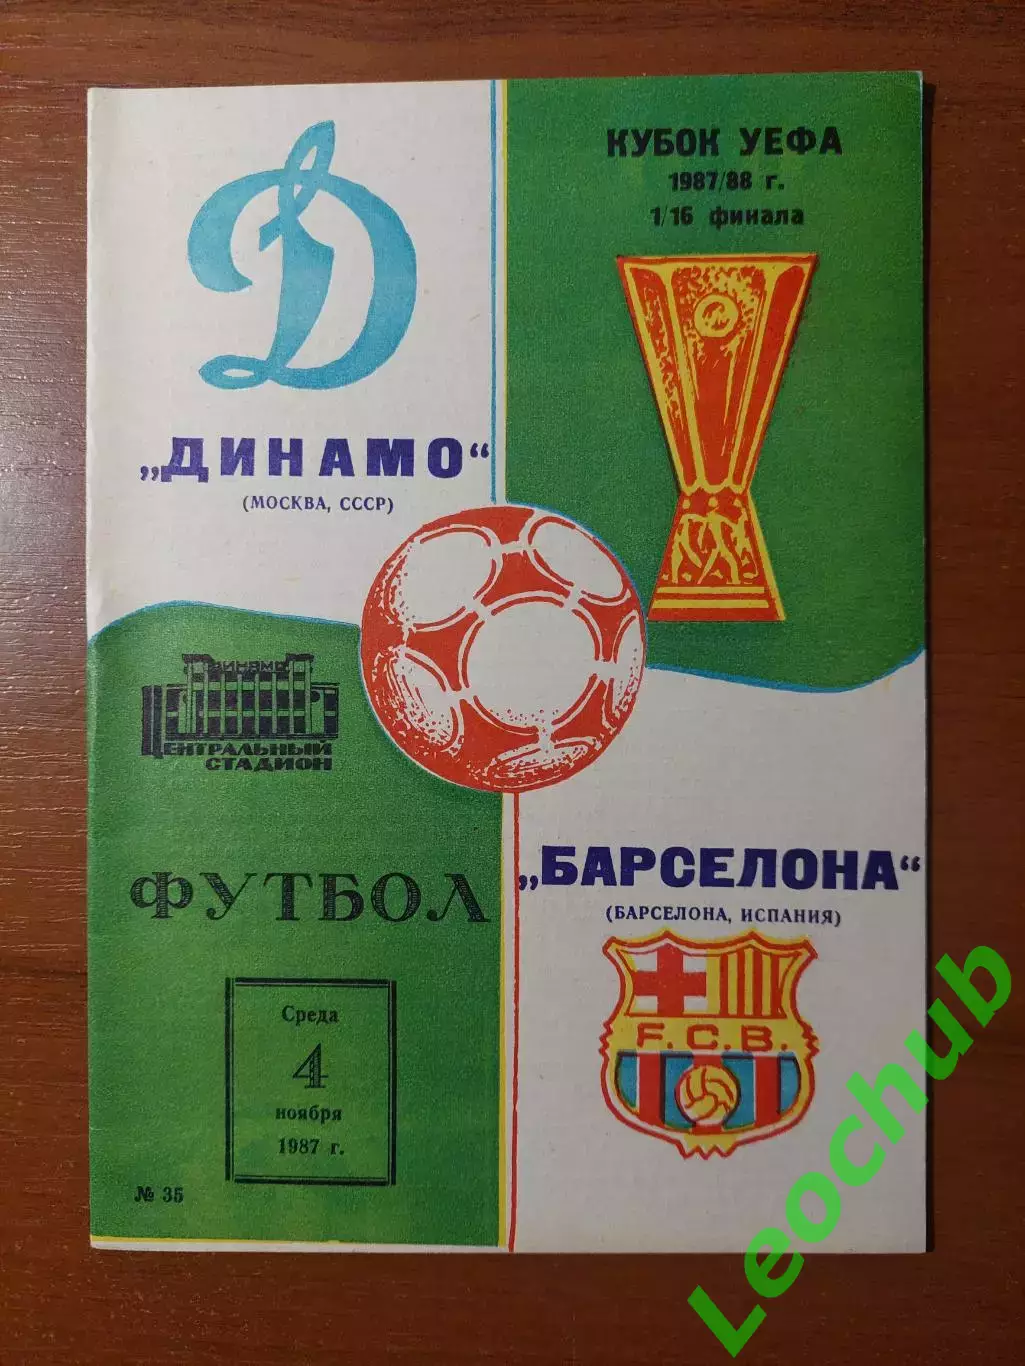 КУБОК УЕФА
1987/88 г.
1/16 финала
„ДИНАМО“
(МОСКВА, СССР)
ДИНАМО
ЦЕНТРАЛЬНЫЙ
СТАДИОН
ФУТБОЛ
Среда
4
ноября
1987 г.
№ 35
„БАРСЕЛОНА“
(БАРСЕЛОНА, ИСПАНИЯ)
F.C.B.
Leochub